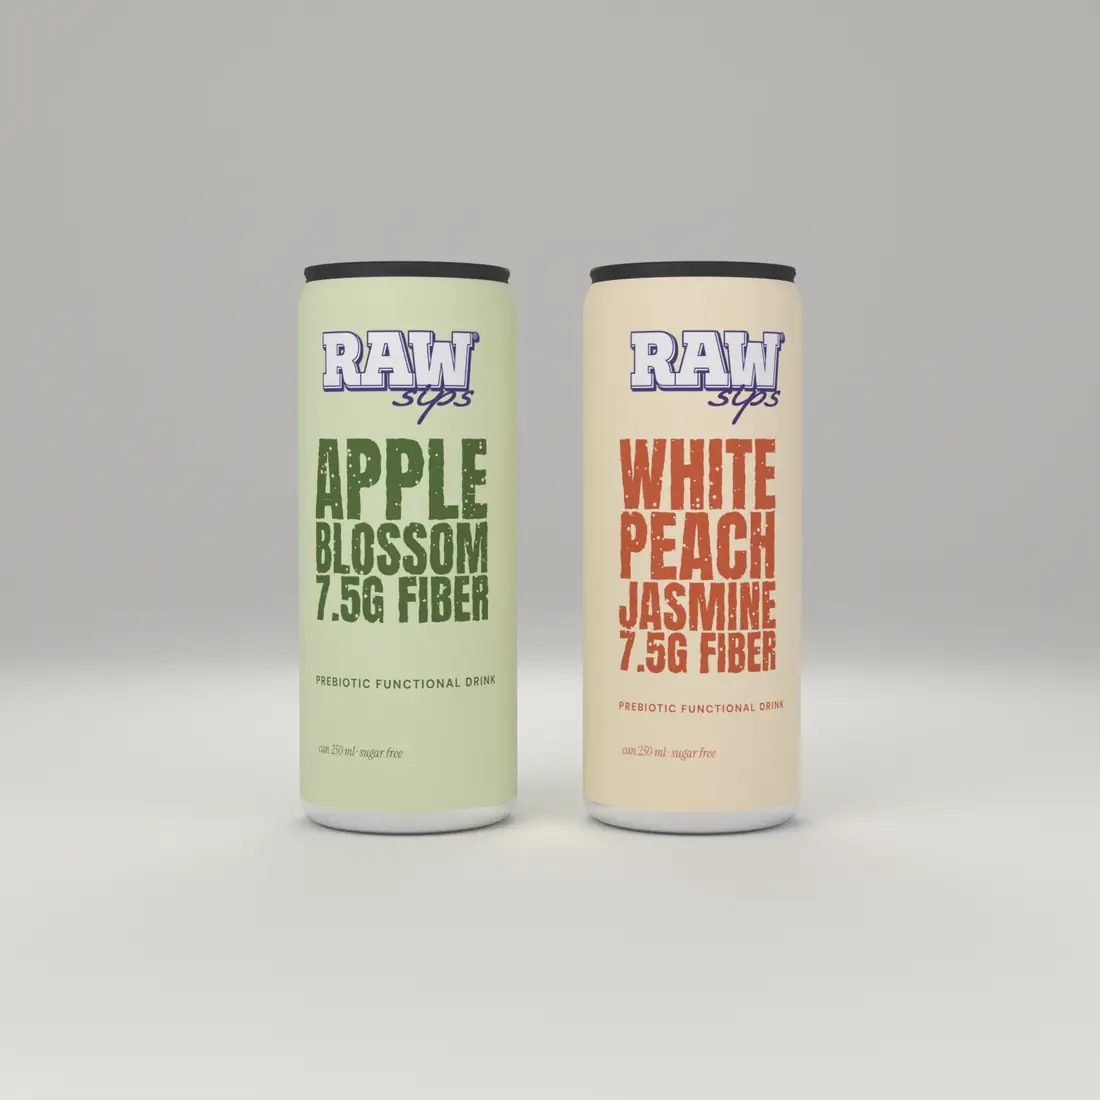 RAW®
sips
APPLE
BLOSSOM
7.5G FIBER
PREBIOTIC FUNCTIONAL DRINK
can 250 ml · sugar free
RAW®
sips
WHITE
PEACH
JASMINE
7.5G FIBER
PREBIOTIC FUNCTIONAL DRINK
can 250 ml · sugar free